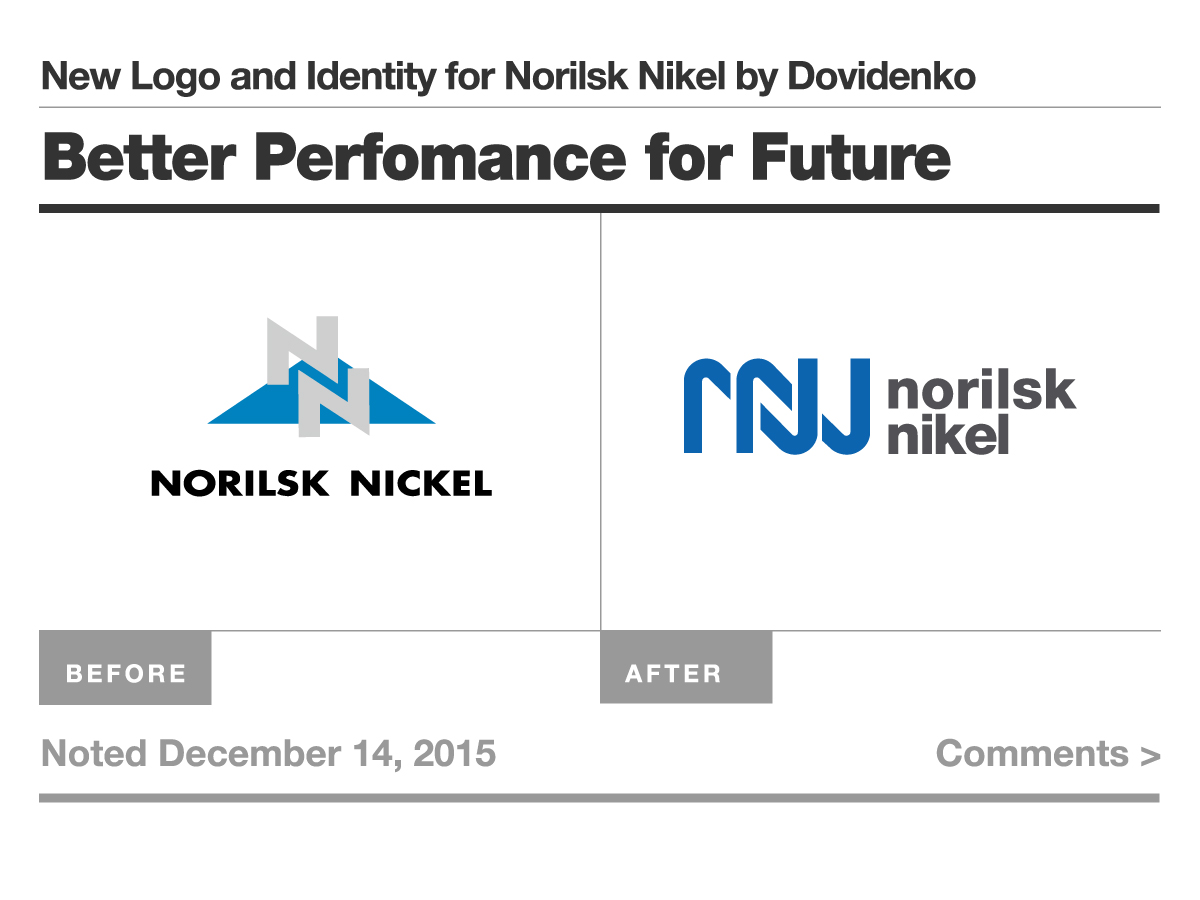 New Logo and Identity for Norilsk Nikel by Dovidenko
Better Perfomance for Future
NORILSK NICKEL
norilsk
nikel
BEFORE
AFTER
Noted December 14, 2015
Comments >